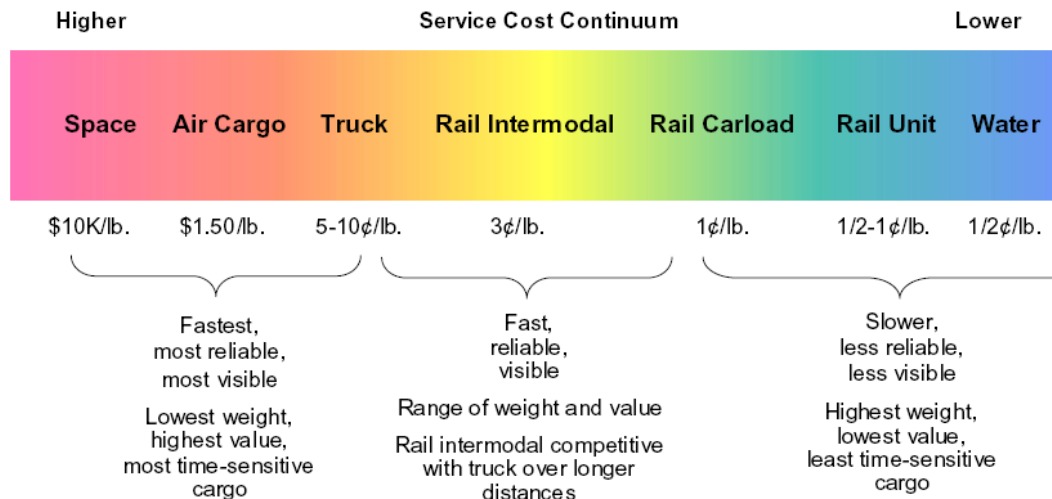 Higher Service Cost Continuum Lower
Space Air Cargo Truck Rail Intermodal Rail Carload Rail Unit Water
$10K/lb. $1.50/lb. 5-10¢/lb. 3¢/lb. 1¢/lb. 1/2-1¢/lb. 1/2¢/lb.
Fastest,
most reliable,
most visible
Lowest weight,
highest value,
most time-sensitive
cargo
Fast,
reliable,
visible
Range of weight and value
Rail intermodal competitive
with truck over longer
distances
Slower,
less reliable,
less visible
Highest weight,
lowest value,
least time-sensitive
cargo